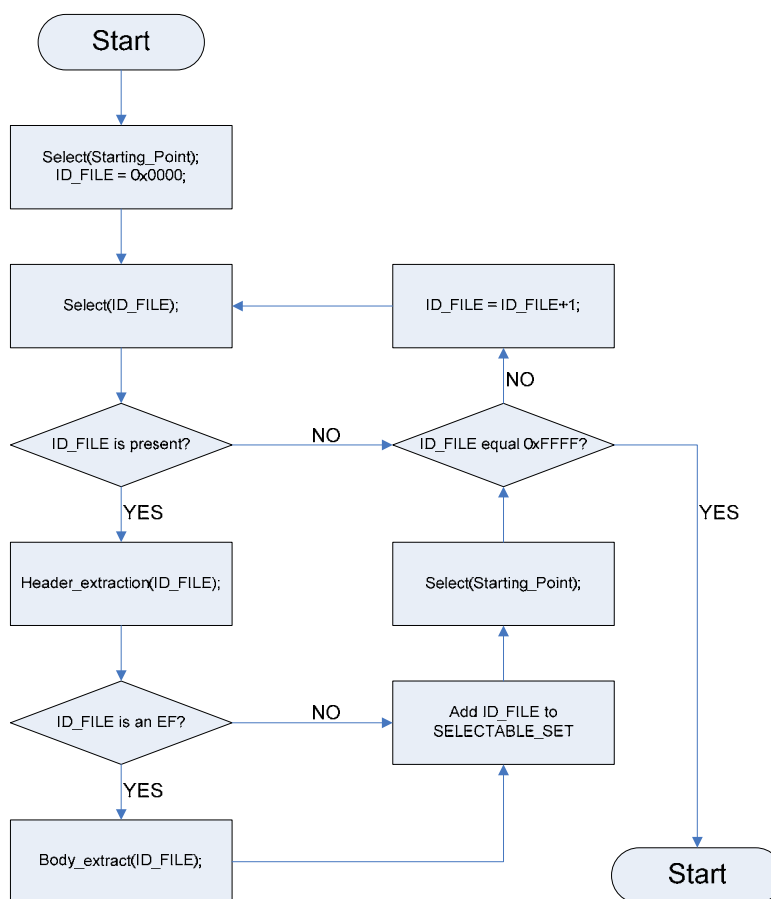 Start
Select(Starting_Point);
ID_FILE = 0x0000;
Select(ID_FILE);
ID_FILE = ID_FILE+1;
NO
ID_FILE is present?
NO
ID_FILE equal 0xFFFF?
YES
YES
Header_extraction(ID_FILE);
Select(Starting_Point);
ID_FILE is an EF?
NO
Add ID_FILE to
SELECTABLE_SET
YES
Body_extract(ID_FILE);
Start